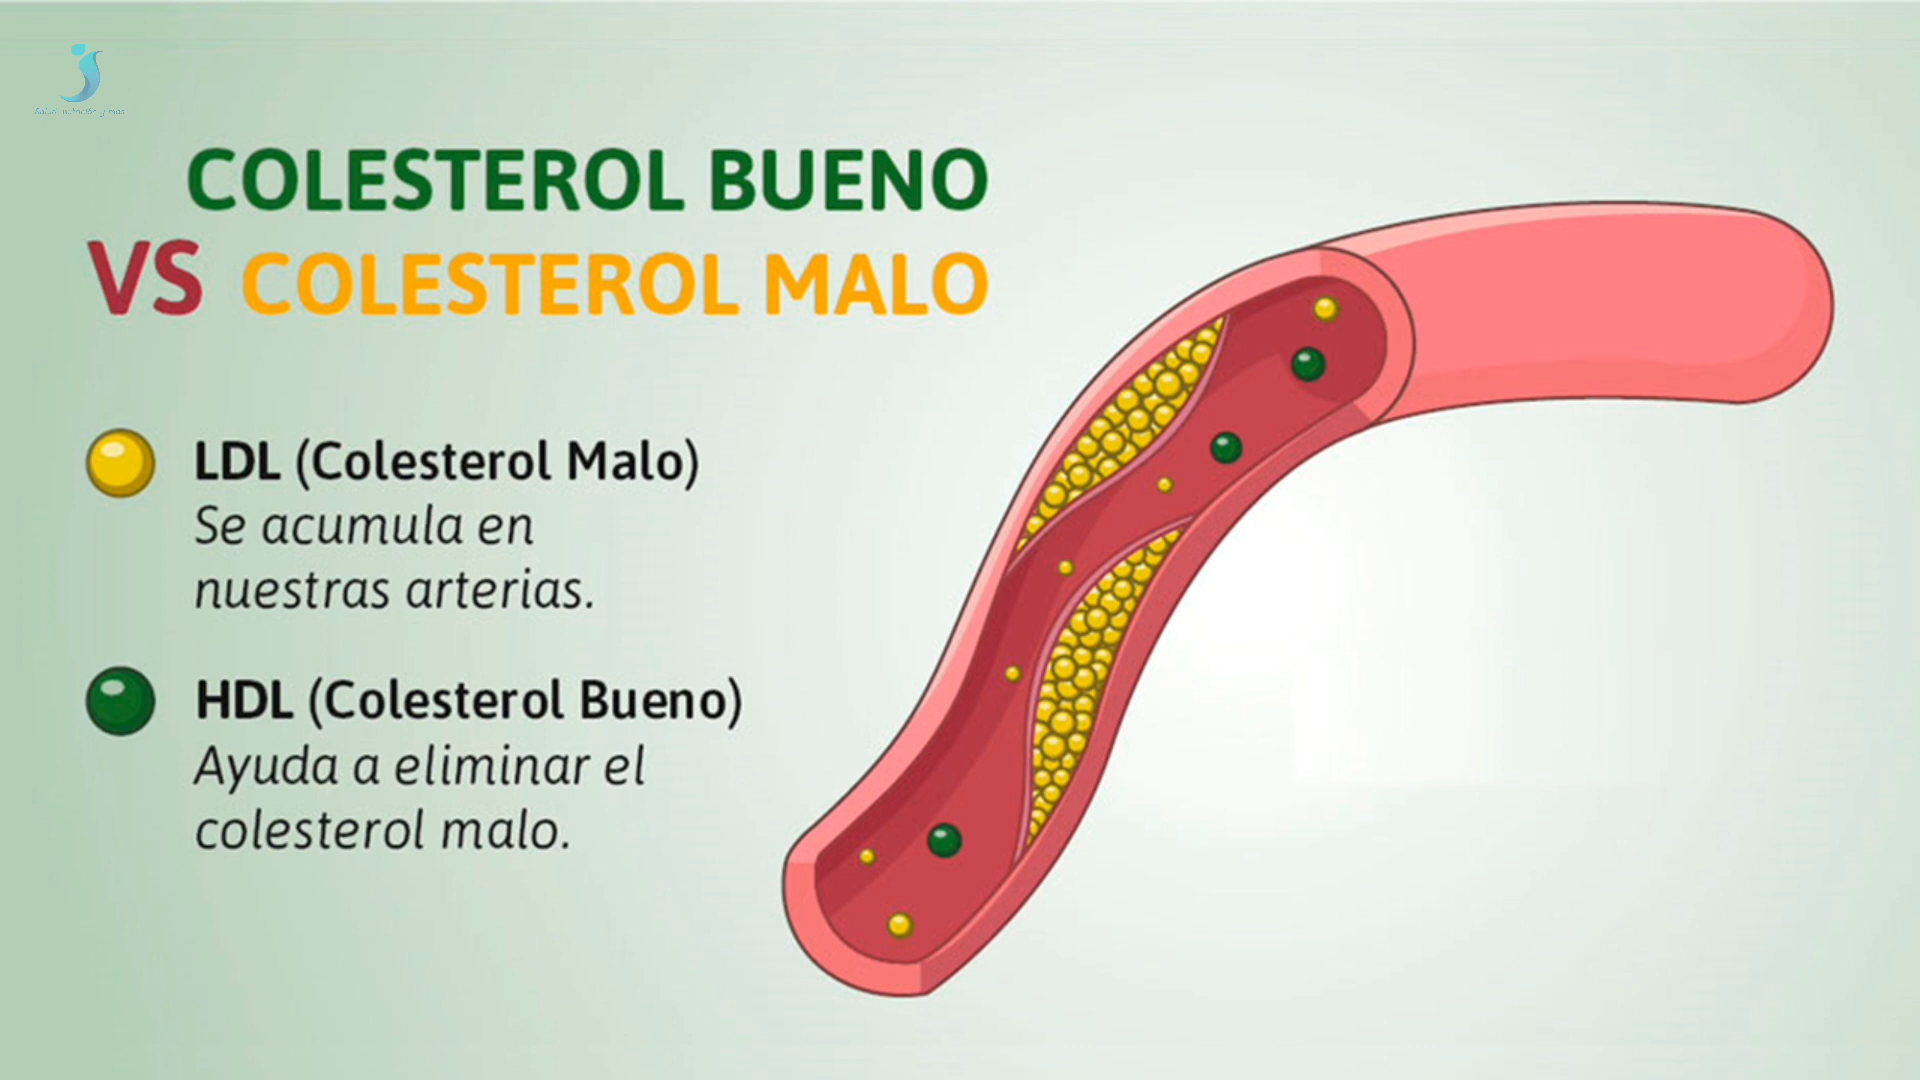 COLESTEROL BUENO
VS COLESTEROL MALO
LDL (Colesterol Malo)
Se acumula en
nuestras arterias.
HDL (Colesterol Bueno)
Ayuda a eliminar el
colesterol malo.